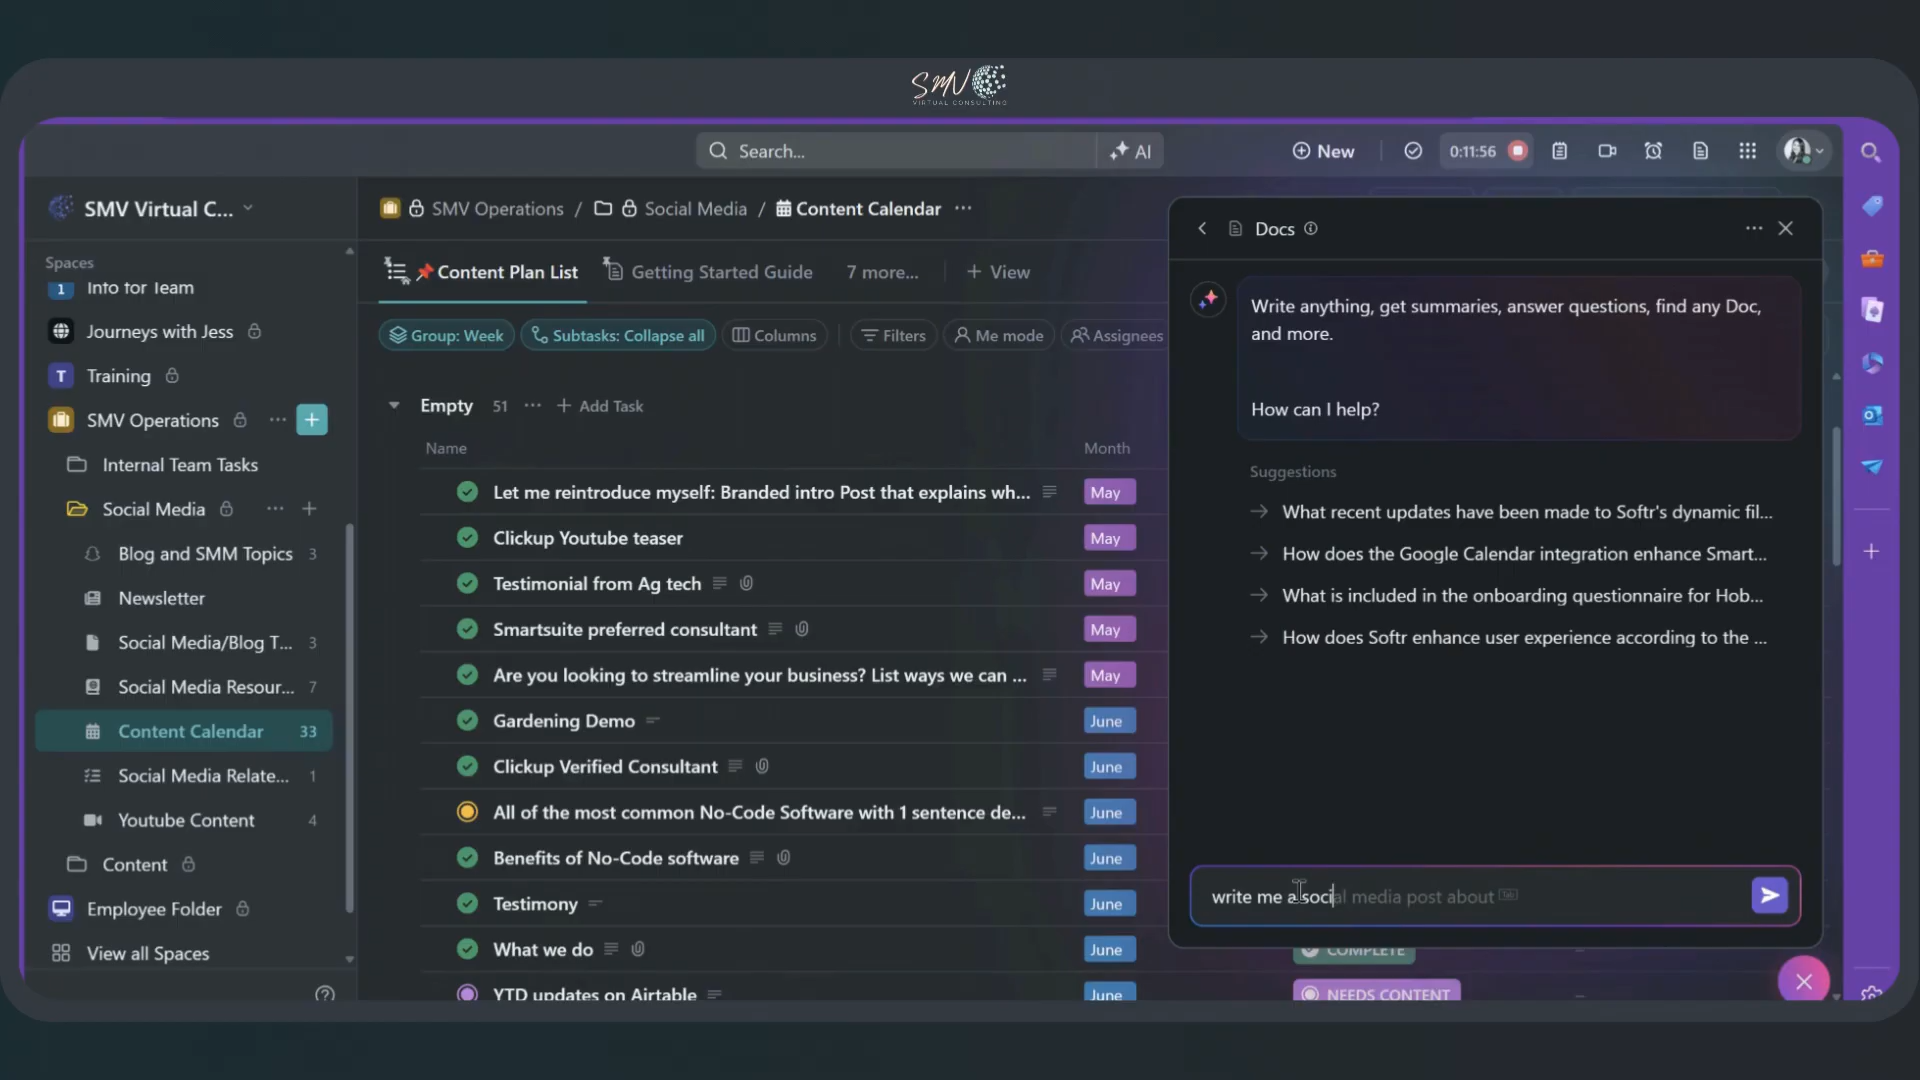 SMV
VIRTUAL CONSULTING
Search...
AI
New
0:11:56
SMV Virtual C...
Spaces
1 Info for Team
Journeys with Jess
T Training
SMV Operations
Internal Team Tasks
Social Media
Blog and SMM Topics 3
Newsletter
Social Media/Blog T... 3
Social Media Resour... 7
Content Calendar 33
Social Media Relate... 1
Youtube Content 4
Content
Employee Folder
View all Spaces
SMV Operations / Social Media / Content Calendar ...
Content Plan List
Getting Started Guide
7 more...
+ View
Group: Week
Subtasks: Collapse all
Columns
Filters
Me mode
Assignees
Empty 51 ... + Add Task
Name Month
Let me reintroduce myself: Branded intro Post that explains wh... May
Clickup Youtube teaser May
Testimonial from Ag tech May
Smartsuite preferred consultant May
Are you looking to streamline your business? List ways we can ... May
Gardening Demo June
Clickup Verified Consultant June
All of the most common No-Code Software with 1 sentence de... June
Benefits of No-Code software June
Testimony June
What we do June
COMPLETE
YTD updates on Airtable June
NEEDS CONTENT
Docs
Write anything, get summaries, answer questions, find any Doc,
and more.
How can I help?
Suggestions
What recent updates have been made to Softr's dynamic fil...
How does the Google Calendar integration enhance Smart...
What is included in the onboarding questionnaire for Hob...
How does Softr enhance user experience according to the ...
write me a social media post about Tab